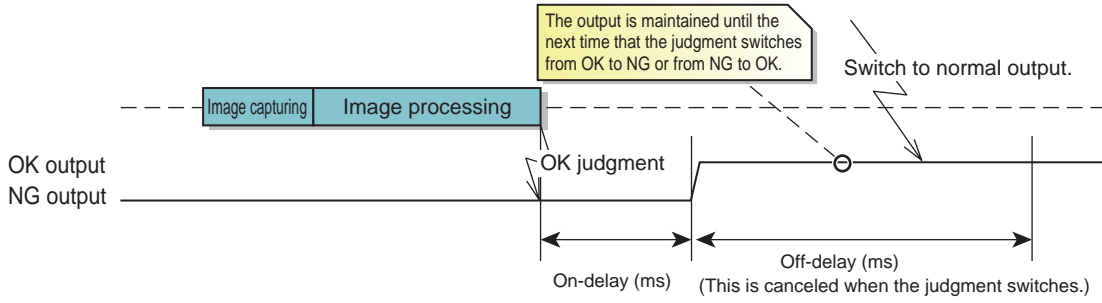 The output is maintained until the
next time that the judgment switches
from OK to NG or from NG to OK.
Switch to normal output.
Image capturing
Image processing
OK judgment
OK output
NG output
On-delay (ms)
Off-delay (ms)
(This is canceled when the judgment switches.)